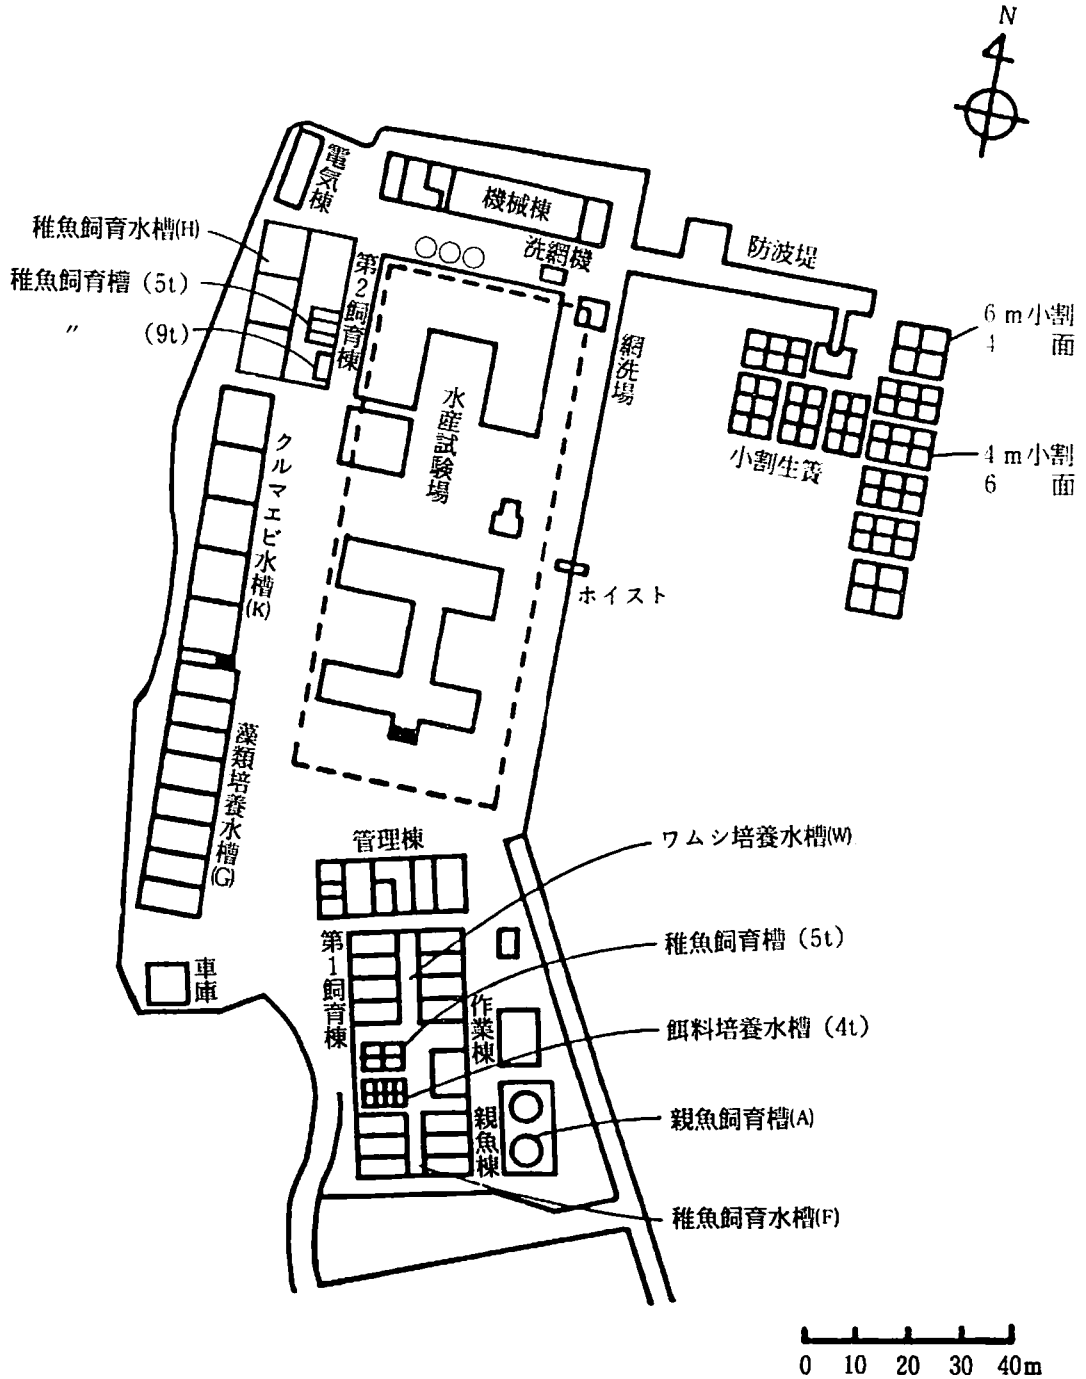 N
電気棟
機械棟
洗網機
防波堤
稚魚飼育水槽(H)
稚魚飼育槽 (5t)
〃 (9t)
第2飼育棟
網洗場
6m小割
4 面
水産試験場
クルマエビ水槽(K)
小割生簀
4m小割
6 面
ホイスト
藻類培養水槽(G)
管理棟
ワムシ培養水槽(W)
第1飼育棟
稚魚飼育槽 (5t)
車庫
作業棟
餌料培養水槽 (4t)
親魚棟
親魚飼育槽(A)
稚魚飼育水槽(F)
0 10 20 30 40m